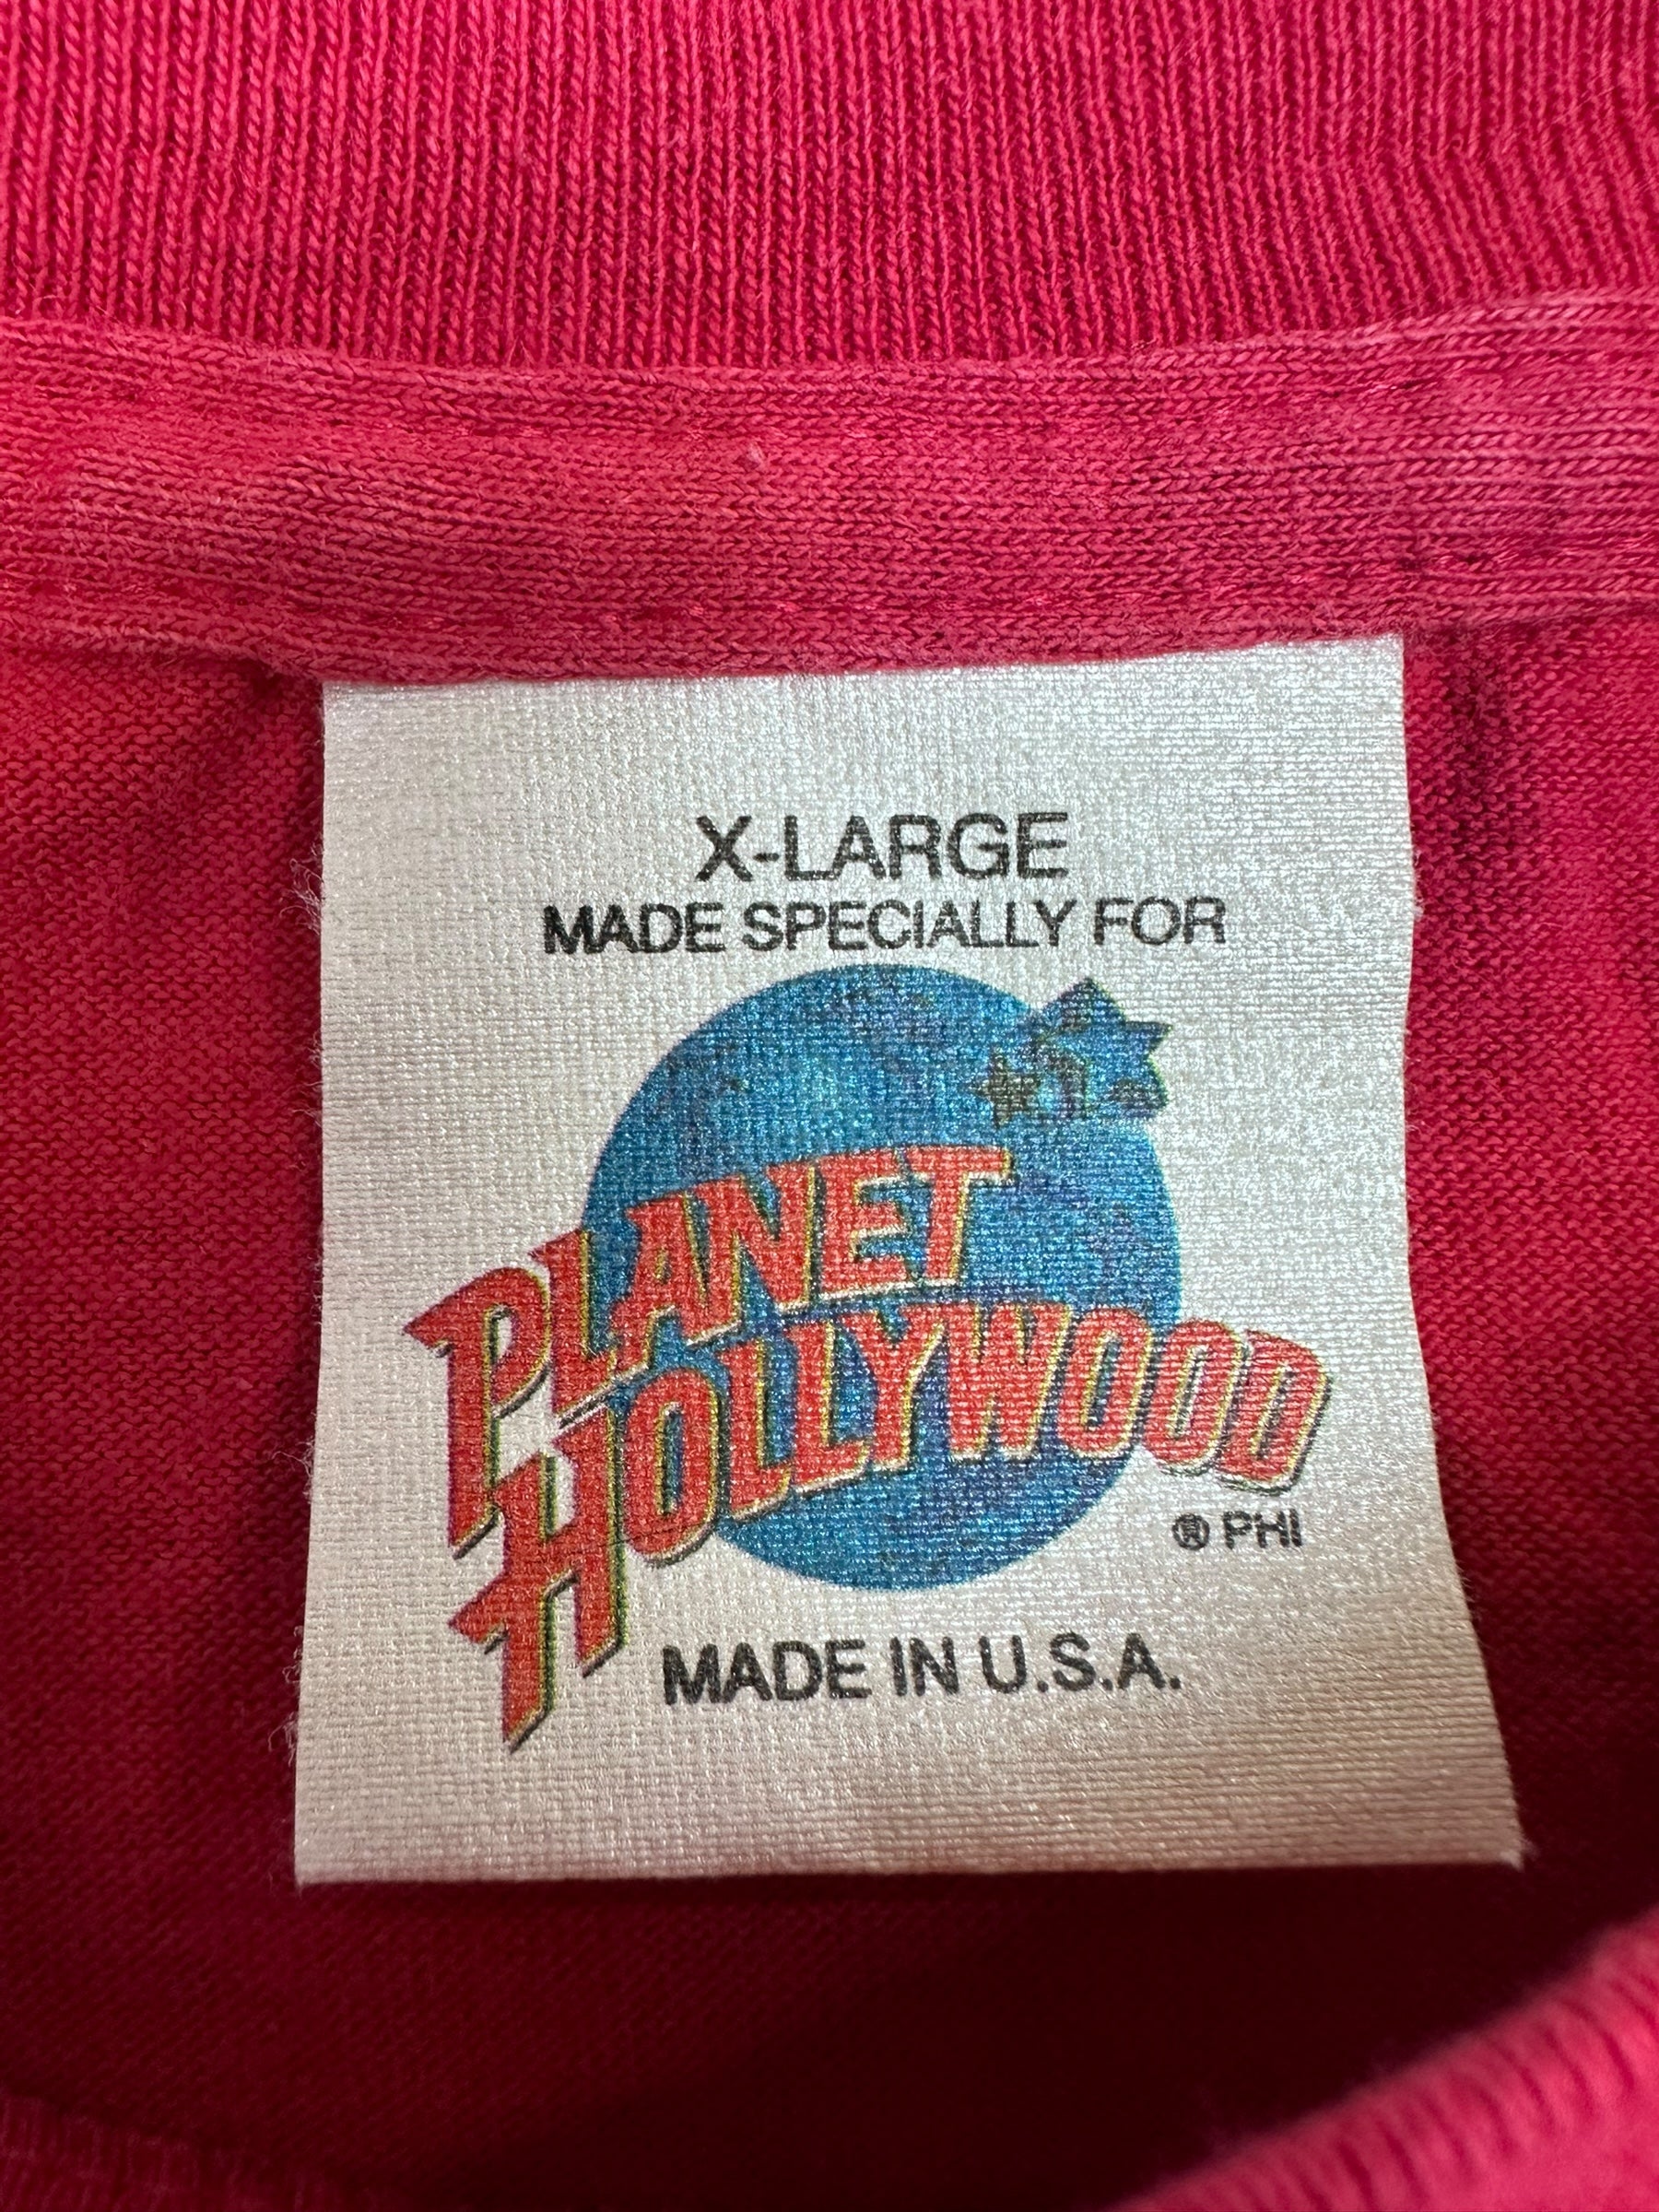 X-LARGE
MADE SPECIALLY FOR
PLANET
HOLLYWOOD
® PHI
MADE IN U.S.A.